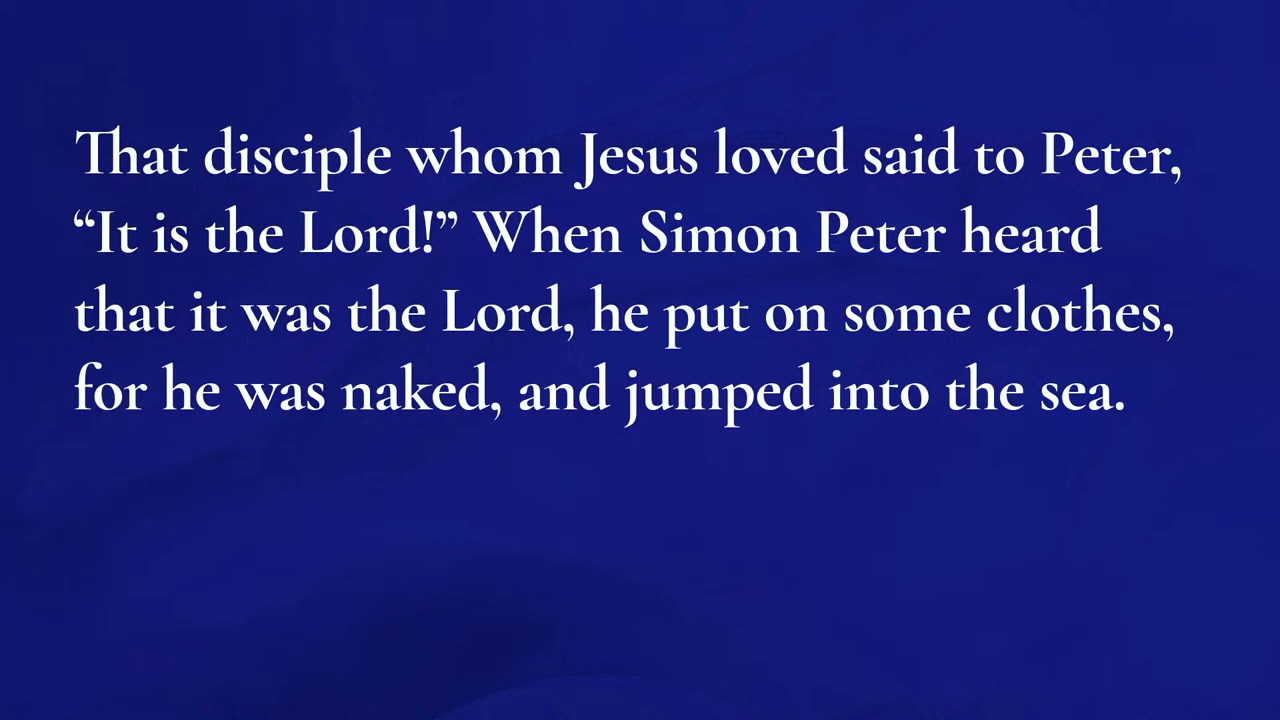 That disciple whom Jesus loved said to Peter,
“It is the Lord!” When Simon Peter heard
that it was the Lord, he put on some clothes,
for he was naked, and jumped into the sea.